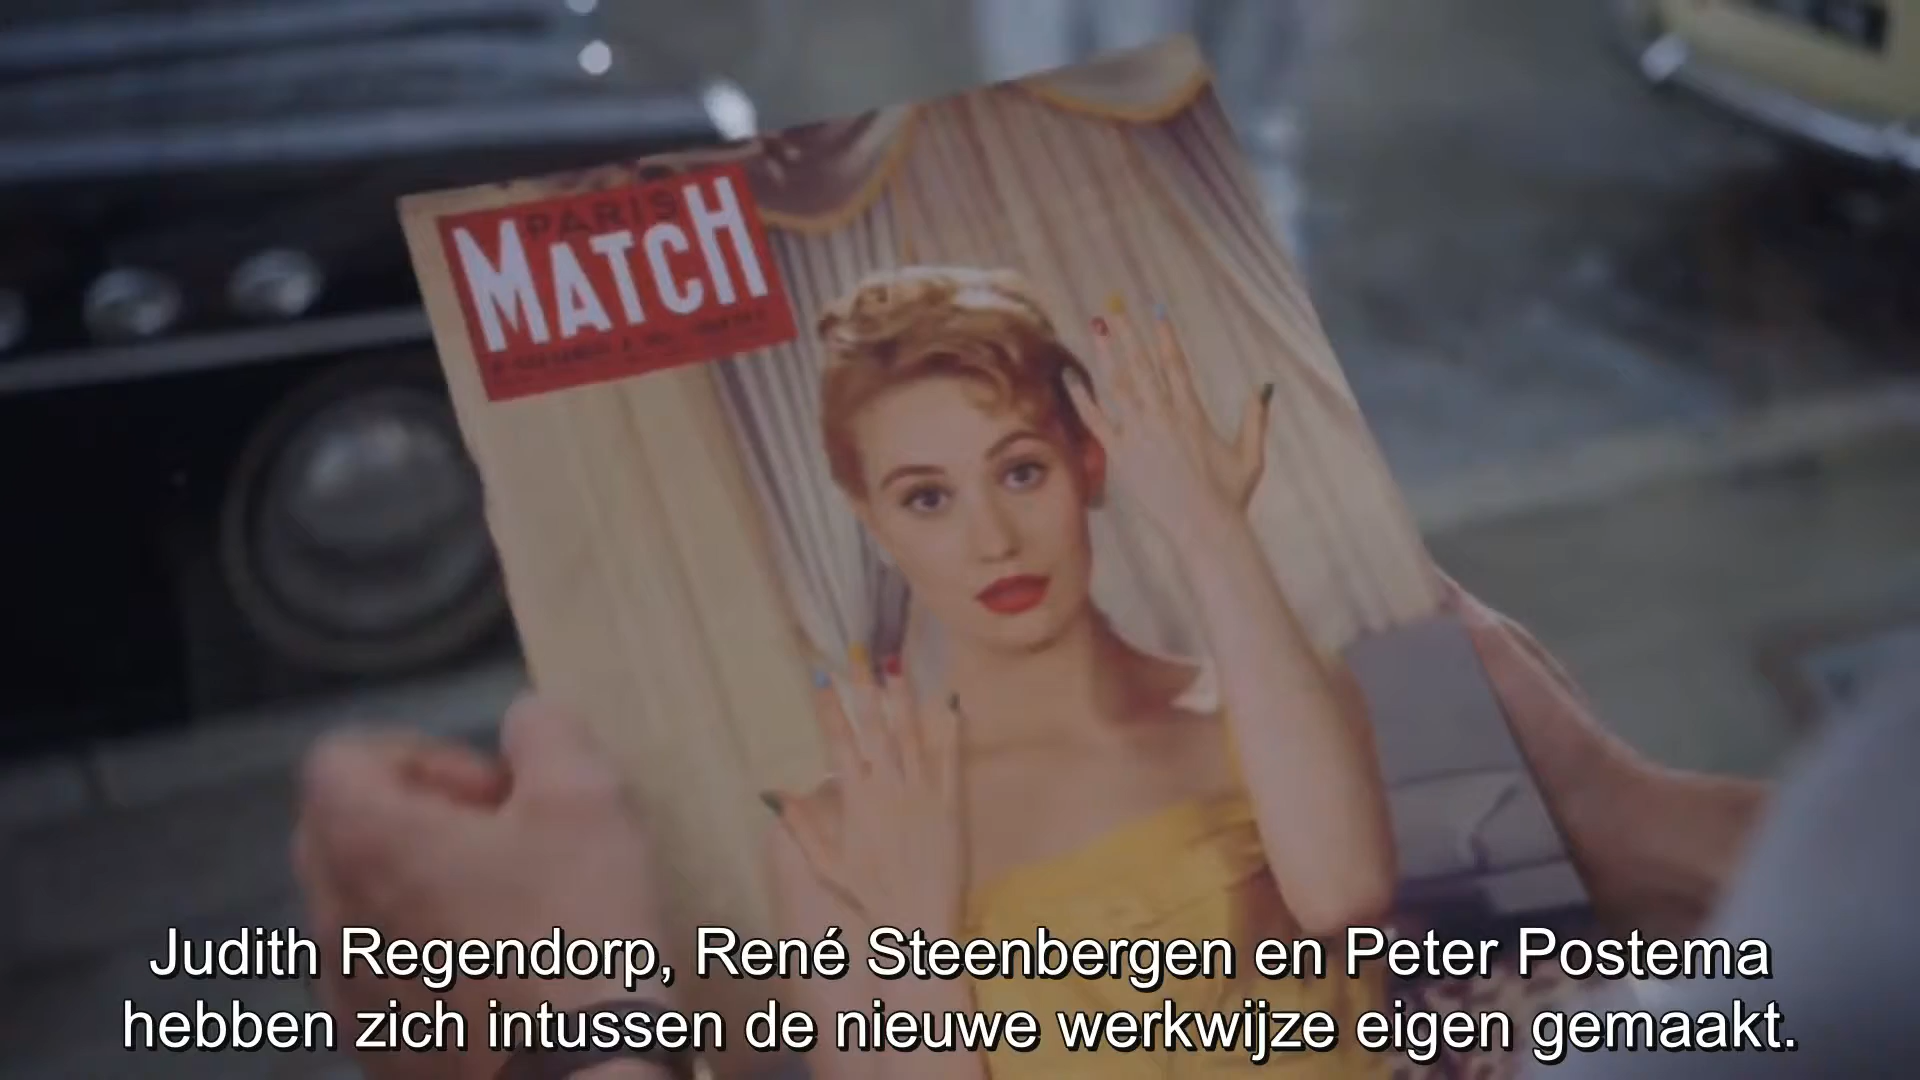 PARIS
MATCH
Judith Regendorp, René Steenbergen en Peter Postema
hebben zich intussen de nieuwe werkwijze eigen gemaakt.